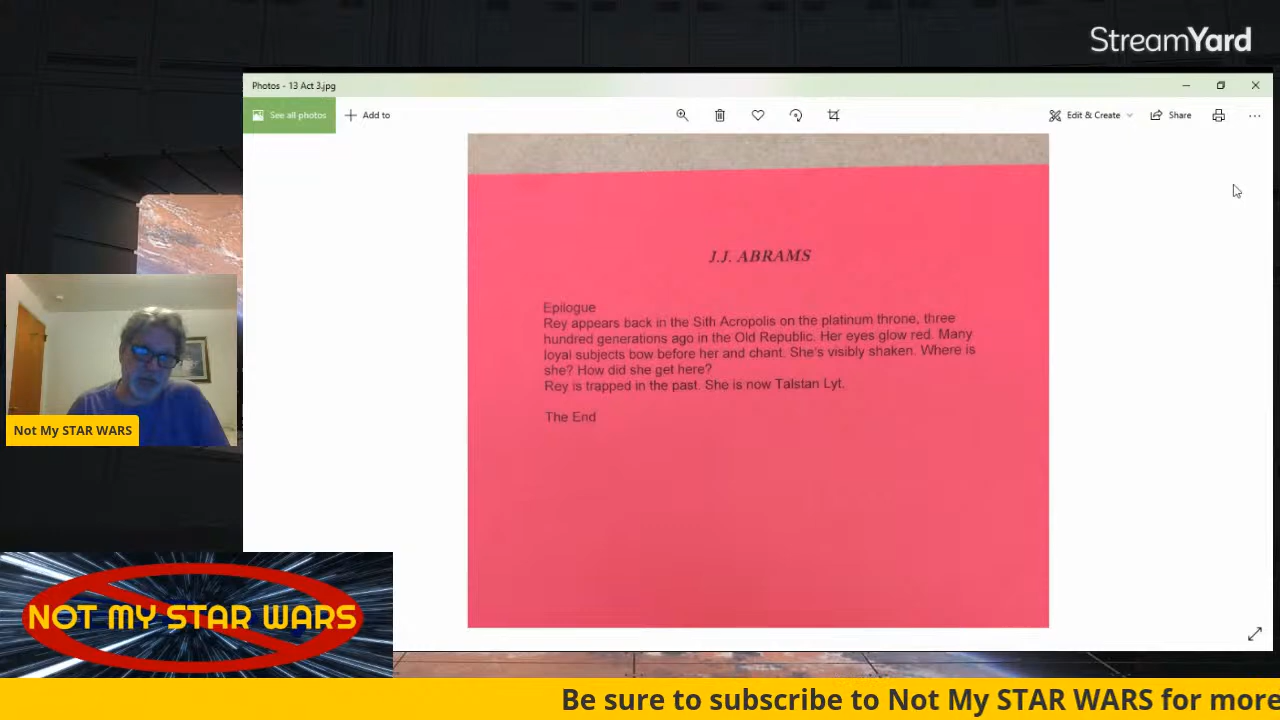 StreamYard
Photos - 13 Act 3.jpg
See all photos
Add to
Edit & Create
Share
J.J. ABRAMS
Epilogue
Rey appears back in the Sith Acropolis on the platinum throne, three
hundred generations ago in the Old Republic. Her eyes glow red. Many
loyal subjects bow before her and chant. She's visibly shaken. Where is
she? How did she get here?
Rey is trapped in the past. She is now Talstan Lyt.
The End
Not My STAR WARS
NOT MY STAR WARS
Be sure to subscribe to Not My STAR WARS for more